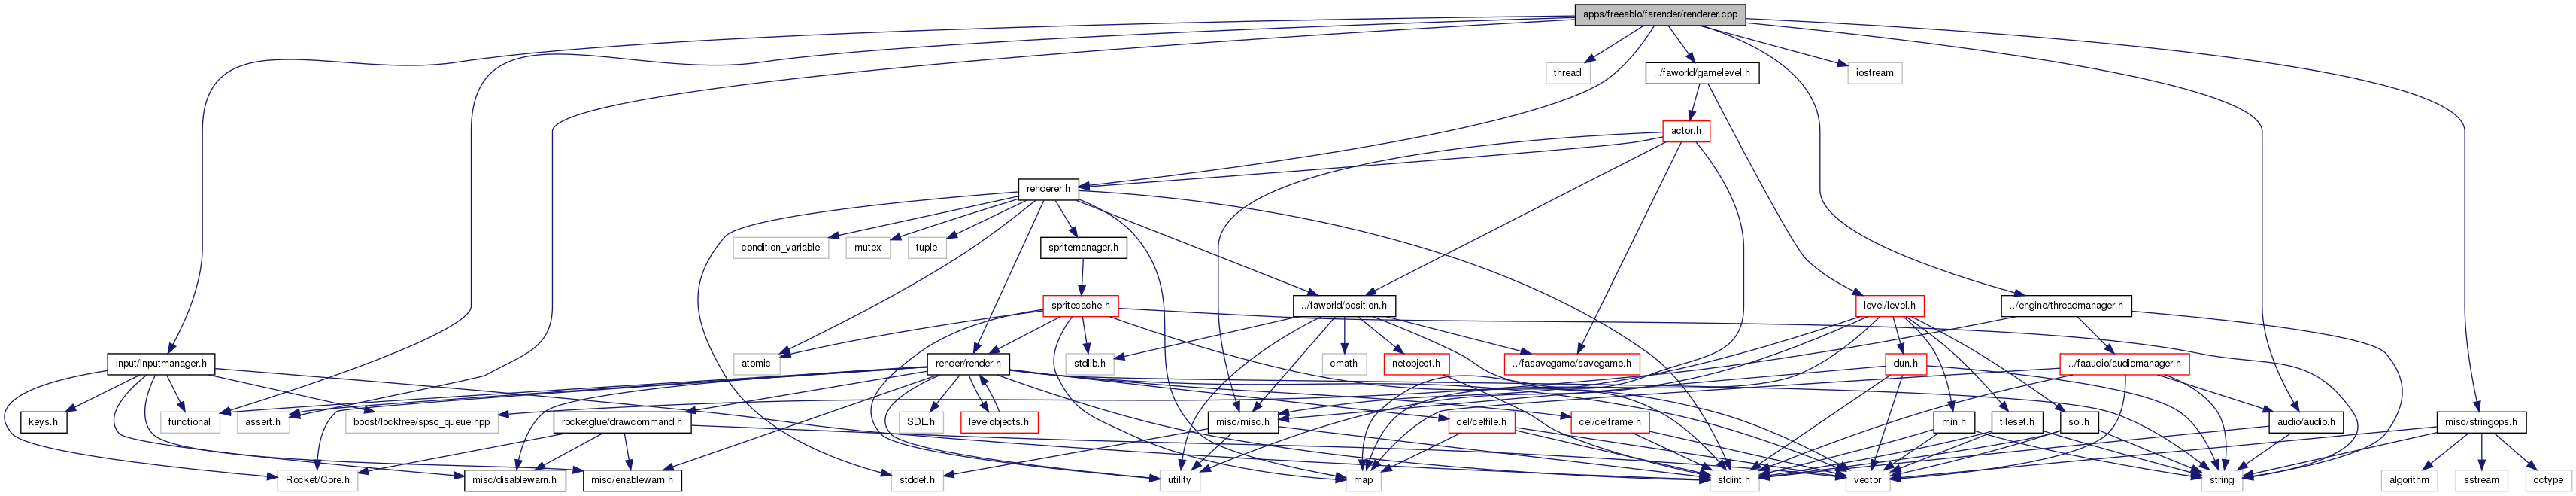 apps/freeablo/farender/renderer.cpp
thread
../faworld/gamelevel.h
iostream
actor.h
renderer.h
condition_variable
mutex
tuple
spritemanager.h
spritecache.h
../faworld/position.h
level/level.h
../engine/threadmanager.h
input/inputmanager.h
atomic
render/render.h
stdlib.h
cmath
netobject.h
../fasavegame/savegame.h
dun.h
../faaudio/audiomanager.h
keys.h
functional
assert.h
boost/lockfree/spsc_queue.hpp
rocketglue/drawcommand.h
SDL.h
levelobjects.h
misc/misc.h
cel/celfile.h
cel/celframe.h
min.h
tileset.h
sol.h
audio/audio.h
misc/stringops.h
Rocket/Core.h
misc/disablewarn.h
misc/enablewarn.h
stddef.h
utility
map
stdint.h
vector
string
algorithm
sstream
cctype